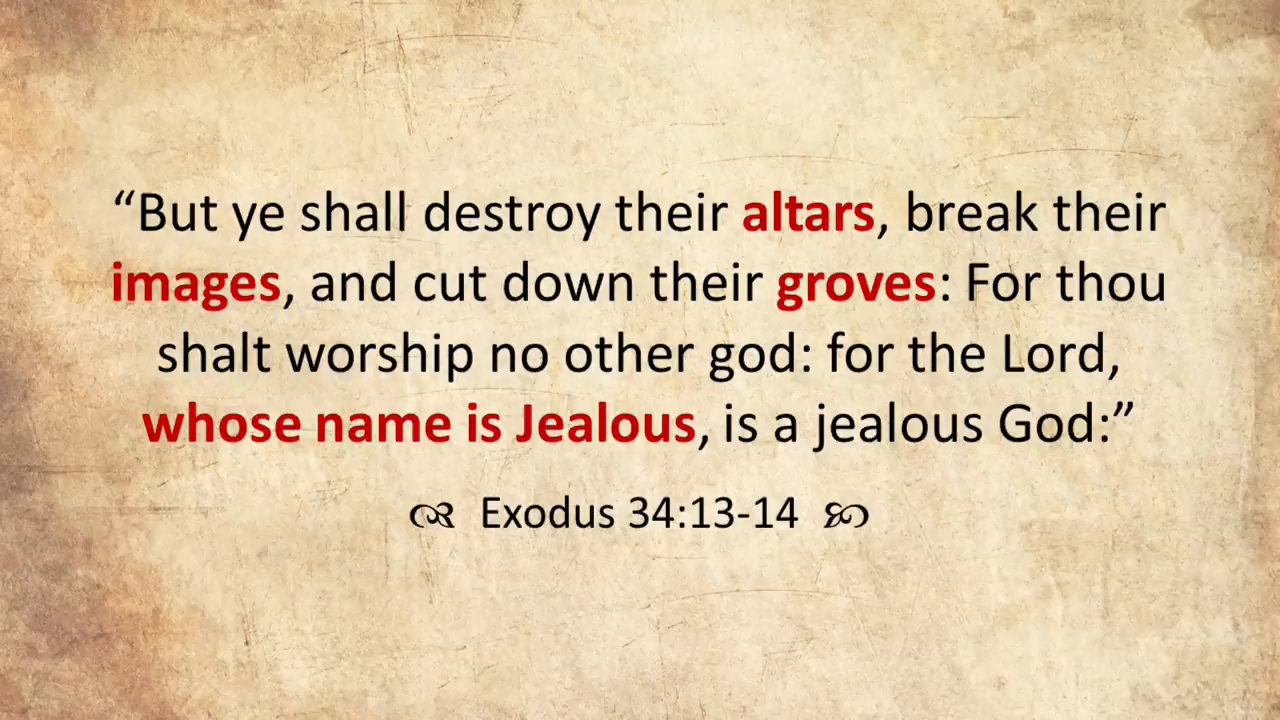 “But ye shall destroy their altars, break their
images, and cut down their groves: For thou
shalt worship no other god: for the Lord,
whose name is Jealous, is a jealous God:”
Exodus 34:13-14